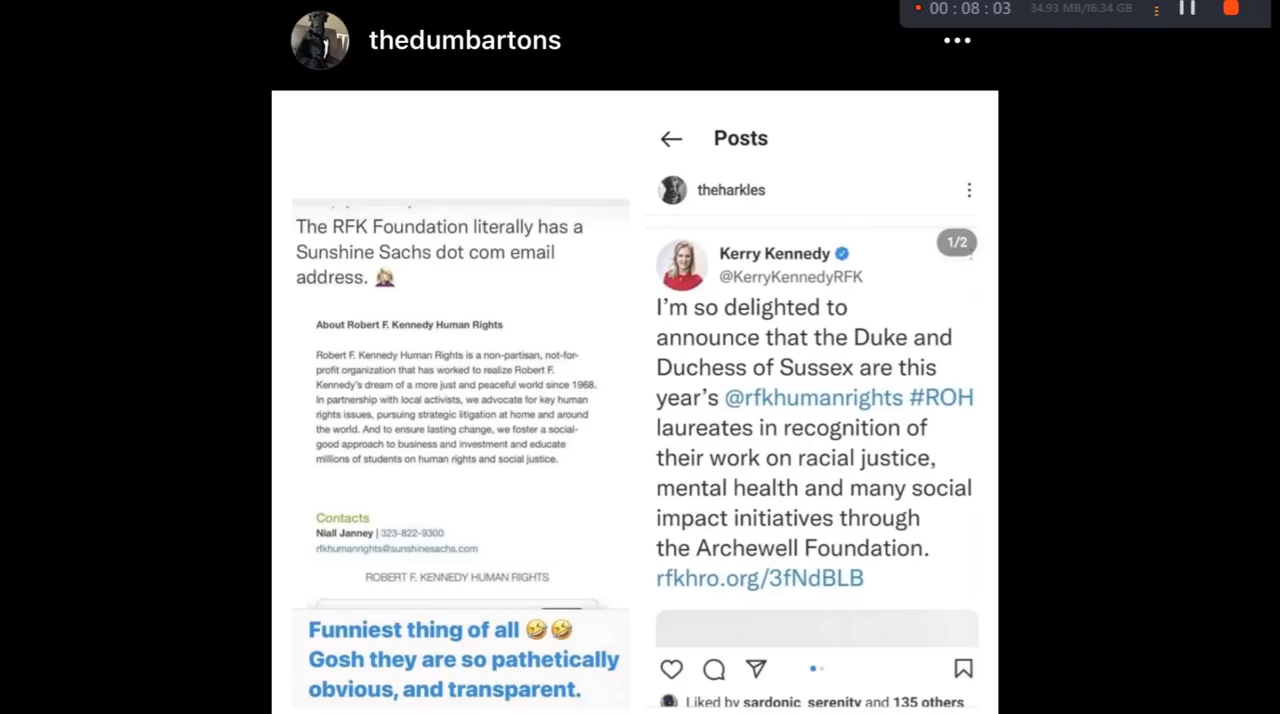 00 : 08 : 03
34.93 MB/16.34 GB
thedumbartons
The RFK Foundation literally has a
Sunshine Sachs dot com email
address. 🤦🏼‍♀️
About Robert F. Kennedy Human Rights
Robert F. Kennedy Human Rights is a non-partisan, not-for-
profit organization that has worked to realize Robert F.
Kennedy's dream of a more just and peaceful world since 1968.
In partnership with local activists, we advocate for key human
rights issues, pursuing strategic litigation at home and around
the world. And to ensure lasting change, we foster a social-
good approach to business and investment and educate
millions of students on human rights and social justice.
Contacts
Niall Janney | 323-822-9300
rfkhumanrights@sunshinesachs.com
ROBERT F. KENNEDY HUMAN RIGHTS
Funniest thing of all 🤣🤣
Gosh they are so pathetically
obvious, and transparent.
Posts
theharkles
1/2
Kerry Kennedy
@KerryKennedyRFK
I'm so delighted to
announce that the Duke and
Duchess of Sussex are this
year's @rfkhumanrights #ROH
laureates in recognition of
their work on racial justice,
mental health and many social
impact initiatives through
the Archewell Foundation.
rfkhro.org/3fNdBLB
Liked by sardonic_serenity and 135 others